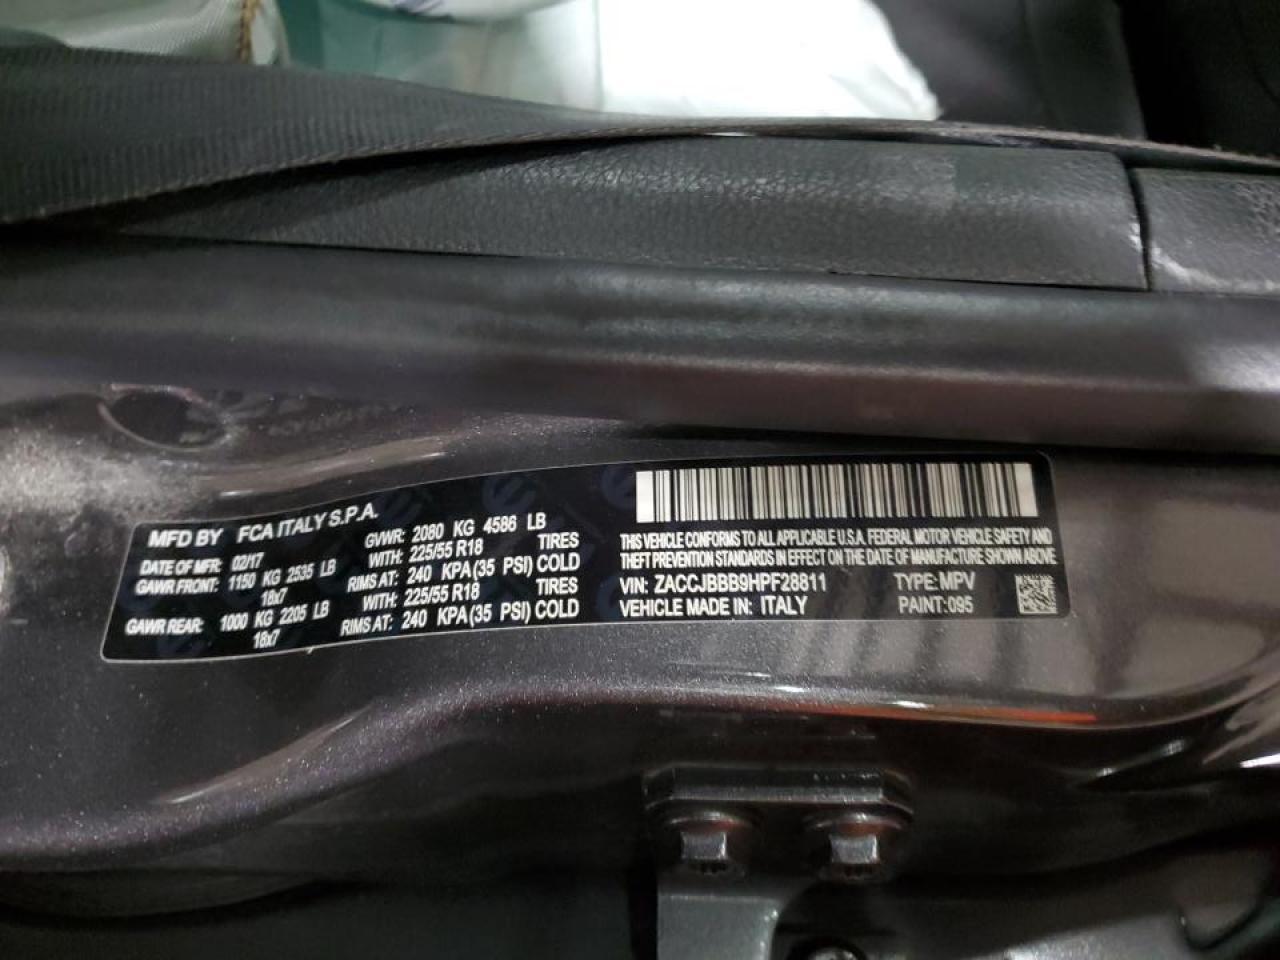 MFD BY FCA ITALY S.P.A.
DATE OF MFR: 02/17 GVWR: 2080 KG 4586 LB
GAWR FRONT: 1150 KG 2535 LB WITH: 225/55 R18 TIRES
18x7 RIMS AT: 240 KPA (35 PSI) COLD
GAWR REAR: 1000 KG 2205 LB WITH: 225/55 R18 TIRES
18x7 RIMS AT: 240 KPA (35 PSI) COLD
THIS VEHICLE CONFORMS TO ALL APPLICABLE U.S.A. FEDERAL MOTOR VEHICLE SAFETY AND
THEFT PREVENTION STANDARDS IN EFFECT ON THE DATE OF MANUFACTURE SHOWN ABOVE.
VIN: ZACCJBBB9HPF28811 TYPE: MPV
VEHICLE MADE IN: ITALY PAINT: 095